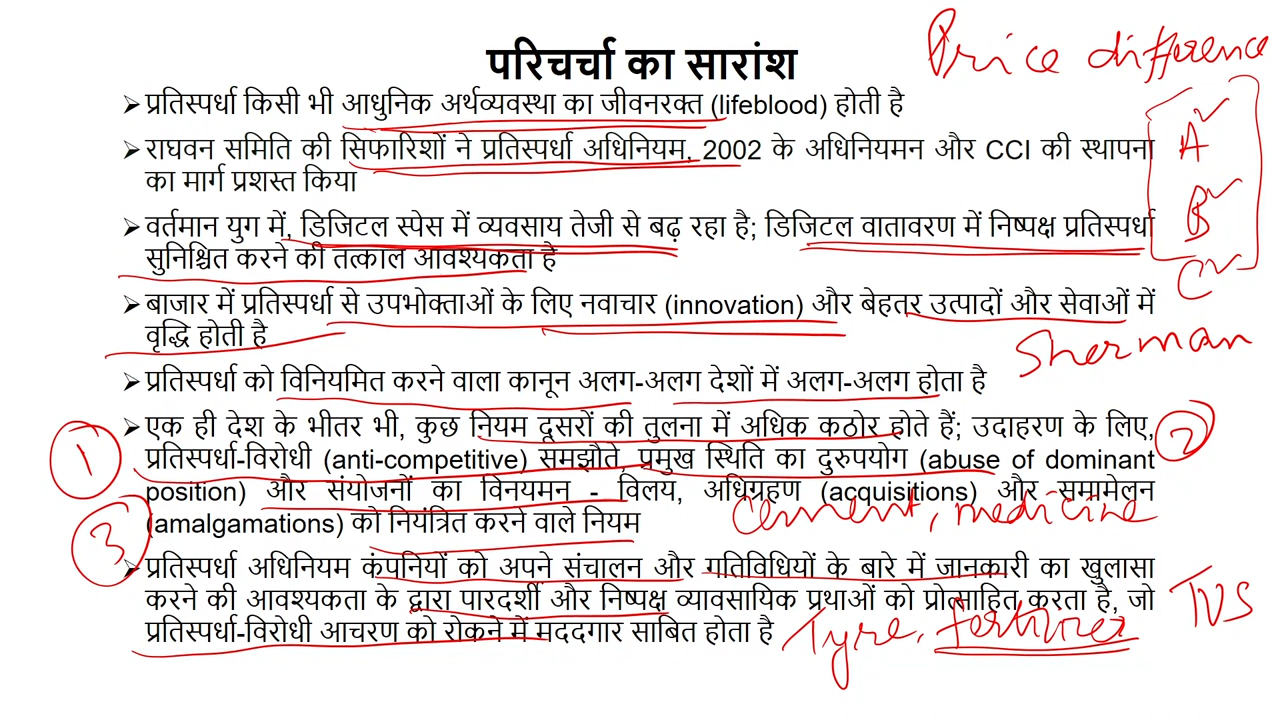 Price difference
परिचर्चा का सारांश
➢ प्रतिस्पर्धा किसी भी आधुनिक अर्थव्यवस्था का जीवनरक्त (lifeblood) होती है
A
➢ राघवन समिति की सिफारिशों ने प्रतिस्पर्धा अधिनियम, 2002 के अधिनियमन और CCI की स्थापना
का मार्ग प्रशस्त किया
B
➢ वर्तमान युग में, डिजिटल स्पेस में व्यवसाय तेजी से बढ़ रहा है; डिजिटल वातावरण में निष्पक्ष प्रतिस्पर्धा
सुनिश्चित करने की तत्काल आवश्यकता है
C
➢ बाजार में प्रतिस्पर्धा से उपभोक्ताओं के लिए नवाचार (innovation) और बेहतर उत्पादों और सेवाओं में
वृद्धि होती है
Sherman
➢ प्रतिस्पर्धा को विनियमित करने वाला कानून अलग-अलग देशों में अलग-अलग होता है
➢ एक ही देश के भीतर भी, कुछ नियम दूसरों की तुलना में अधिक कठोर होते हैं; उदाहरण के लिए,
1
2
प्रतिस्पर्धा-विरोधी (anti-competitive) समझौते, प्रमुख स्थिति का दुरुपयोग (abuse of dominant
position) और संयोजनों का विनयमन - विलय, अधिग्रहण (acquisitions) और समामेलन
cement, medicine
(amalgamations) को नियंत्रित करने वाले नियम
3
➢ प्रतिस्पर्धा अधिनियम कंपनियों को अपने संचालन और गतिविधियों के बारे में जानकारी का खुलासा
करने की आवश्यकता के द्वारा पारदर्शी और निष्पक्ष व्यावसायिक प्रथाओं को प्रोत्साहित करता है, जो
TVS
प्रतिस्पर्धा-विरोधी आचरण को रोकने में मददगार साबित होता है
Tyre,